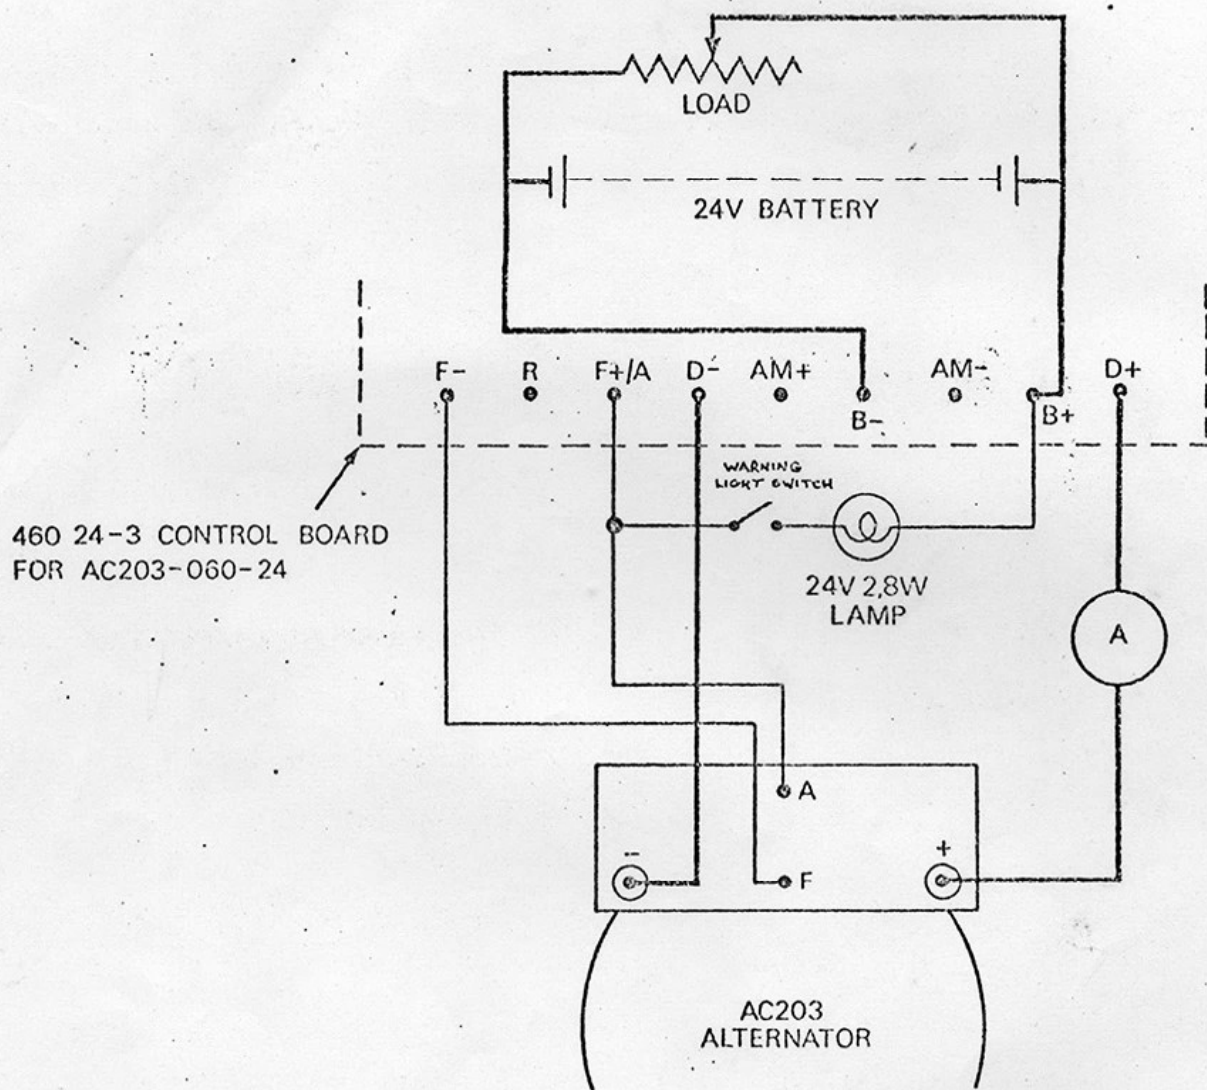 LOAD
24V BATTERY
F- R F+/A D- AM+ AM- D+
B- B+
WARNING
LIGHT SWITCH
460 24-3 CONTROL BOARD
FOR AC203-060-24
24V 2,8W
LAMP
A
A
- +
F
AC203
ALTERNATOR